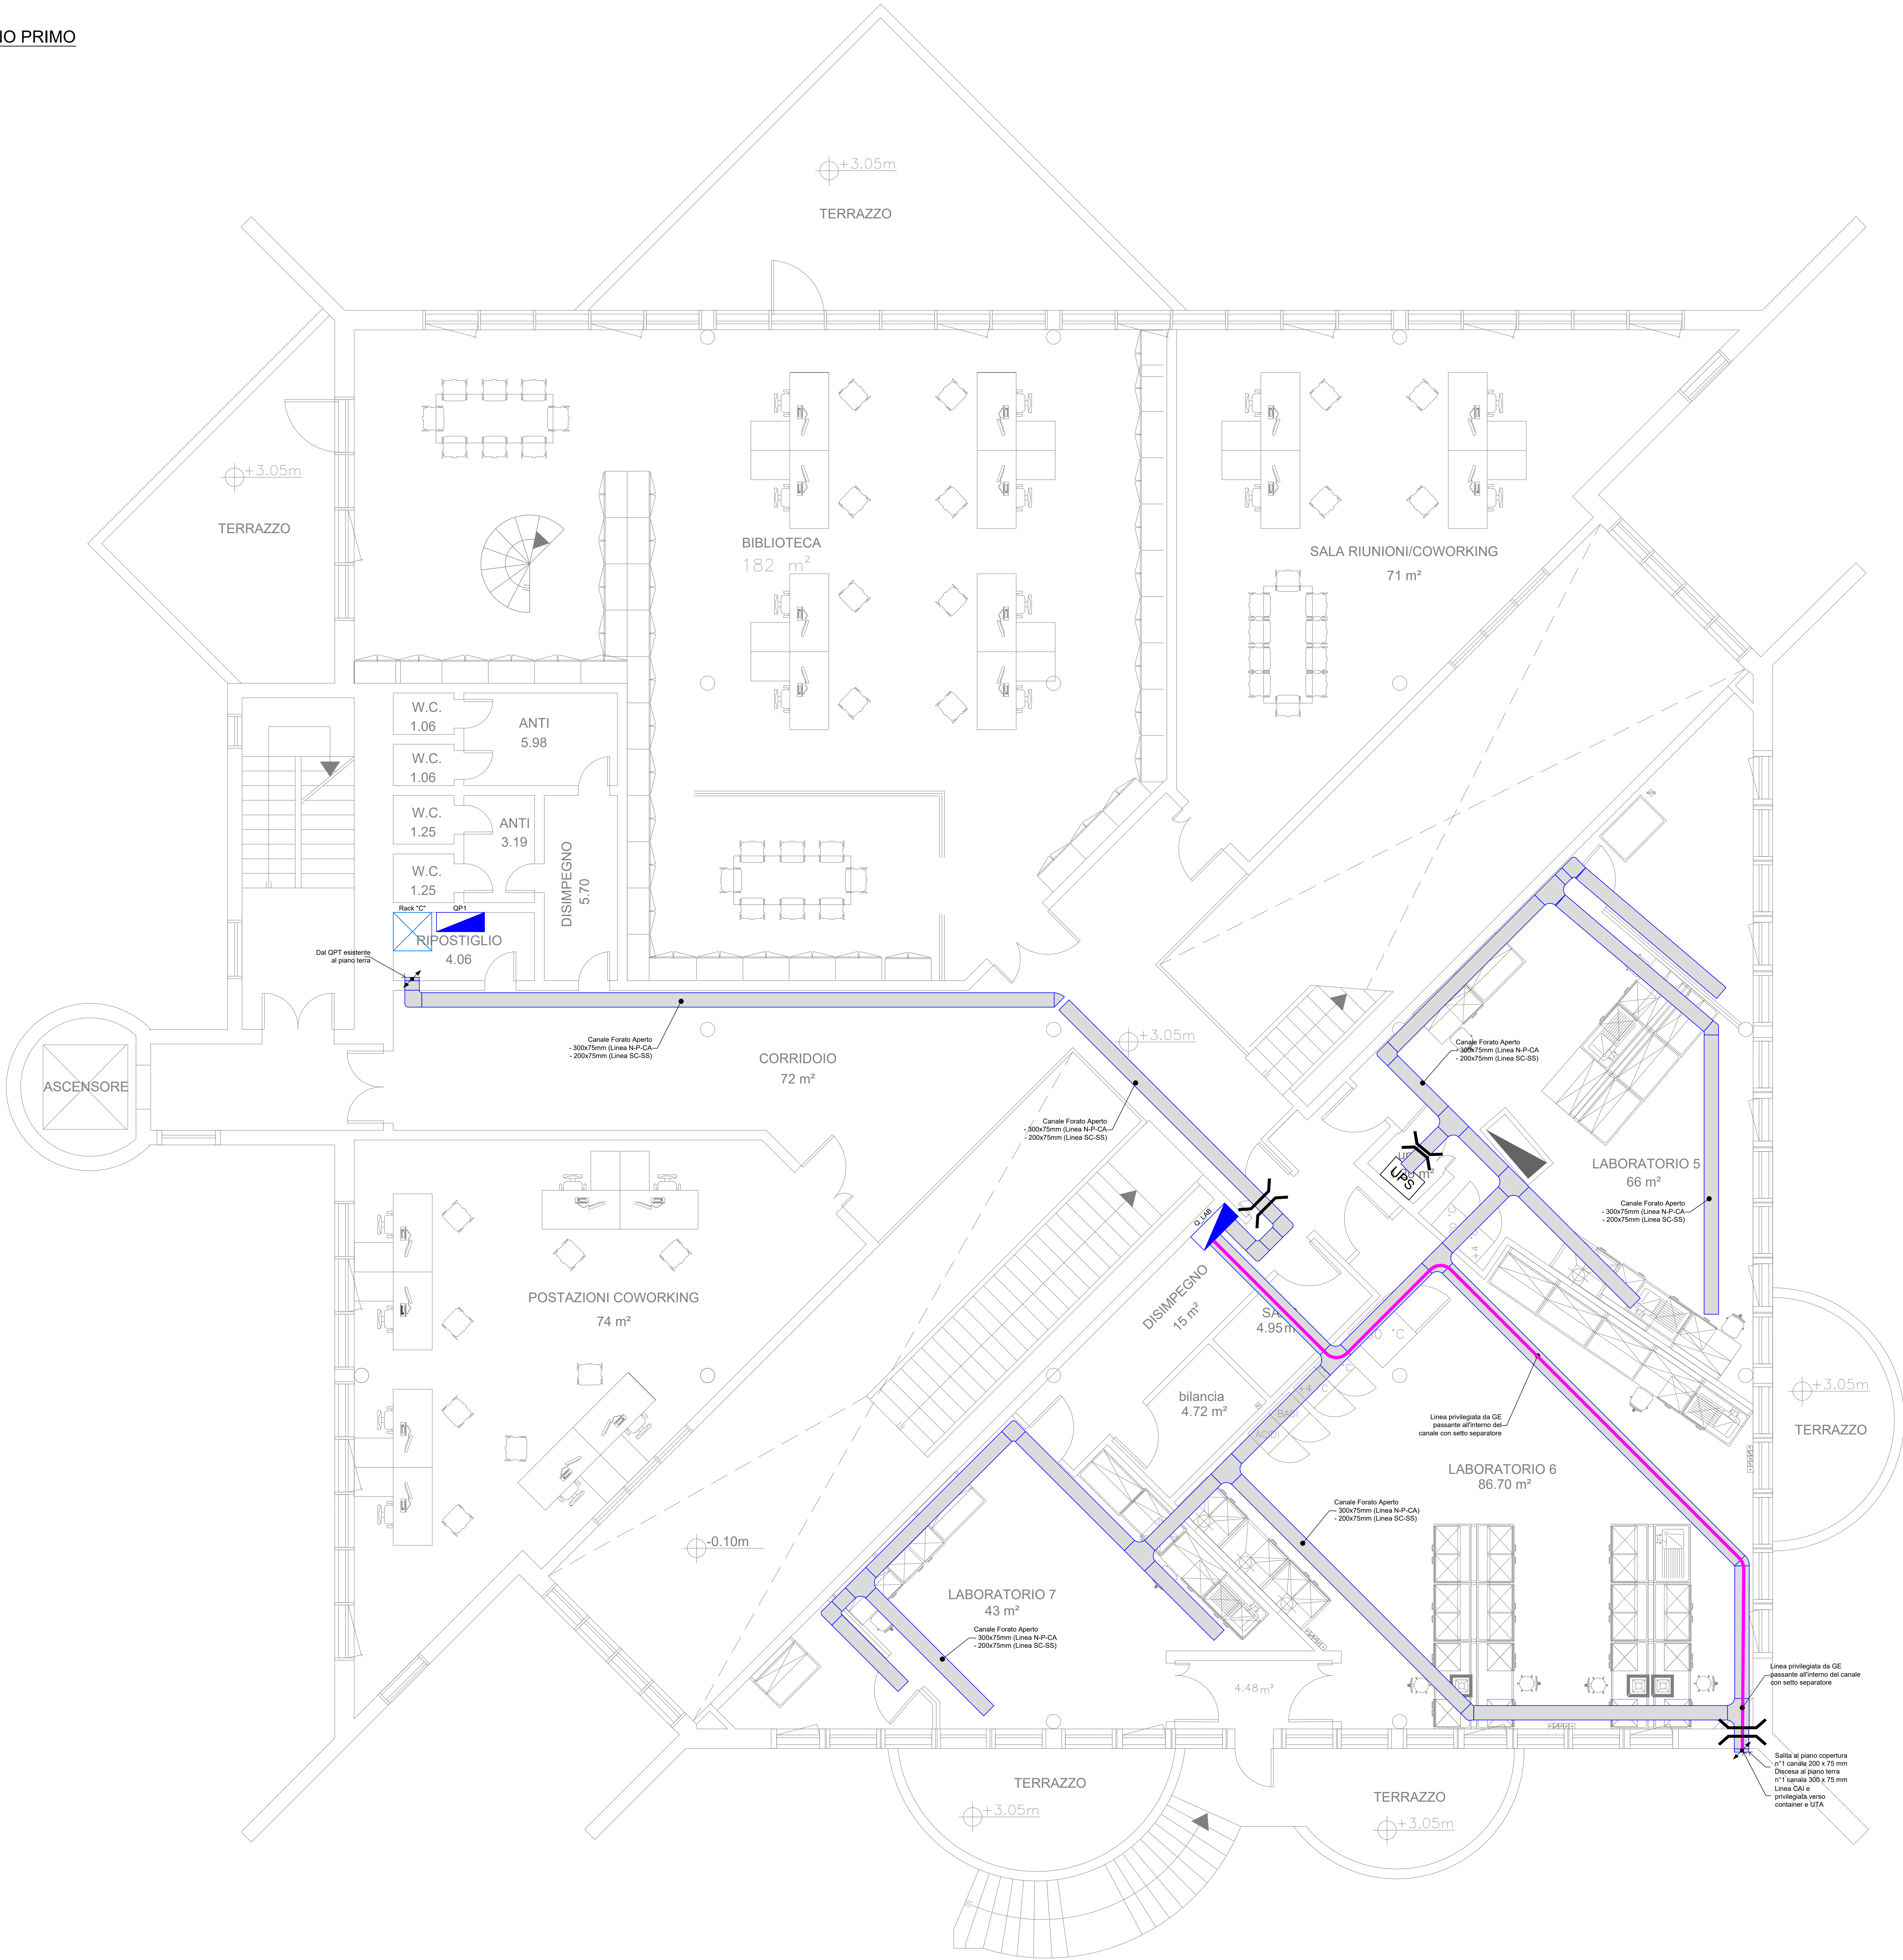 NO PRIMO
+3.05m
TERRAZZO
+3.05m
TERRAZZO
BIBLIOTECA
182 m²
SALA RIUNIONI/COWORKING
71 m²
W.C.
1.06
ANTI
5.98
W.C.
1.06
W.C.
1.25
ANTI
3.19
W.C.
1.25
DISIMPEGNO
5.70
Rack "C"
QP1
RIPOSTIGLIO
4.06
Dal QPT esistente
al piano terra
Canale Forato Aperto
- 300x75mm (Linea N-P-CA
- 200x75mm (Linea SC-SS)
CORRIDOIO
72 m²
+3.05m
ASCENSORE
Canale Forato Aperto
- 300x75mm (Linea N-P-CA
- 200x75mm (Linea SC-SS)
Canale Forato Aperto
- 300x75mm (Linea N-P-CA
- 200x75mm (Linea SC-SS)
UPS
LABORATORIO 5
66 m²
Canale Forato Aperto
- 300x75mm (Linea N-P-CA
- 200x75mm (Linea SC-SS)
Q_LAB
DISIMPEGNO
15 m²
4.95m
POSTAZIONI COWORKING
74 m²
bilancia
4.72 m²
BASI
ACIDI
+3.05m
TERRAZZO
Linea privilegiata da GE
passante all'interno del
canale con setto separatore
LABORATORIO 6
86.70 m²
Canale Forato Aperto
- 300x75mm (Linea N-P-CA)
- 200x75mm (Linea SC-SS)
-0.10m
LABORATORIO 7
43 m²
Canale Forato Aperto
- 300x75mm (Linea N-P-CA
- 200x75mm (Linea SC-SS)
4.48m²
Linea privilegiata da GE
passante all'interno del canale
con setto separatore
Salita al piano copertura
n°1 canala 200 x 75 mm
Discesa al piano terra
n°1 canala 300 x 75 mm
Linea CAI e
privilegiata verso
container e UTA
TERRAZZO
+3.05m
TERRAZZO
+3.05m